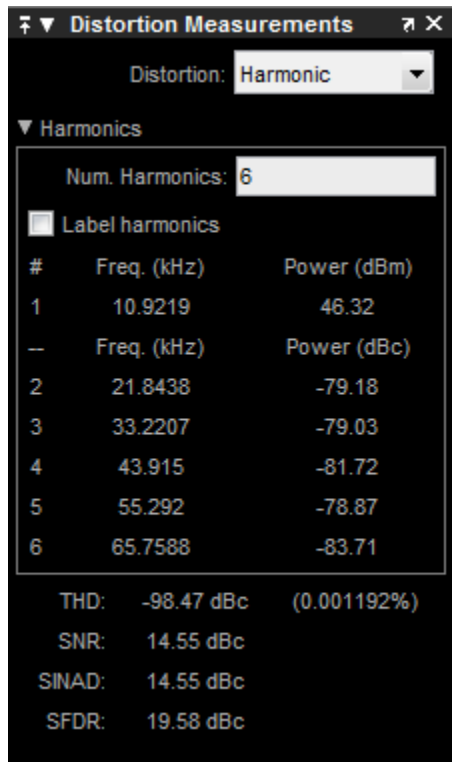 Distortion Measurements
Distortion: Harmonic
Harmonics
Num. Harmonics: 6
Label harmonics
# Freq. (kHz) Power (dBm)
1 10.9219 46.32
-- Freq. (kHz) Power (dBc)
2 21.8438 -79.18
3 33.2207 -79.03
4 43.915 -81.72
5 55.292 -78.87
6 65.7588 -83.71
THD: -98.47 dBc (0.001192%)
SNR: 14.55 dBc
SINAD: 14.55 dBc
SFDR: 19.58 dBc